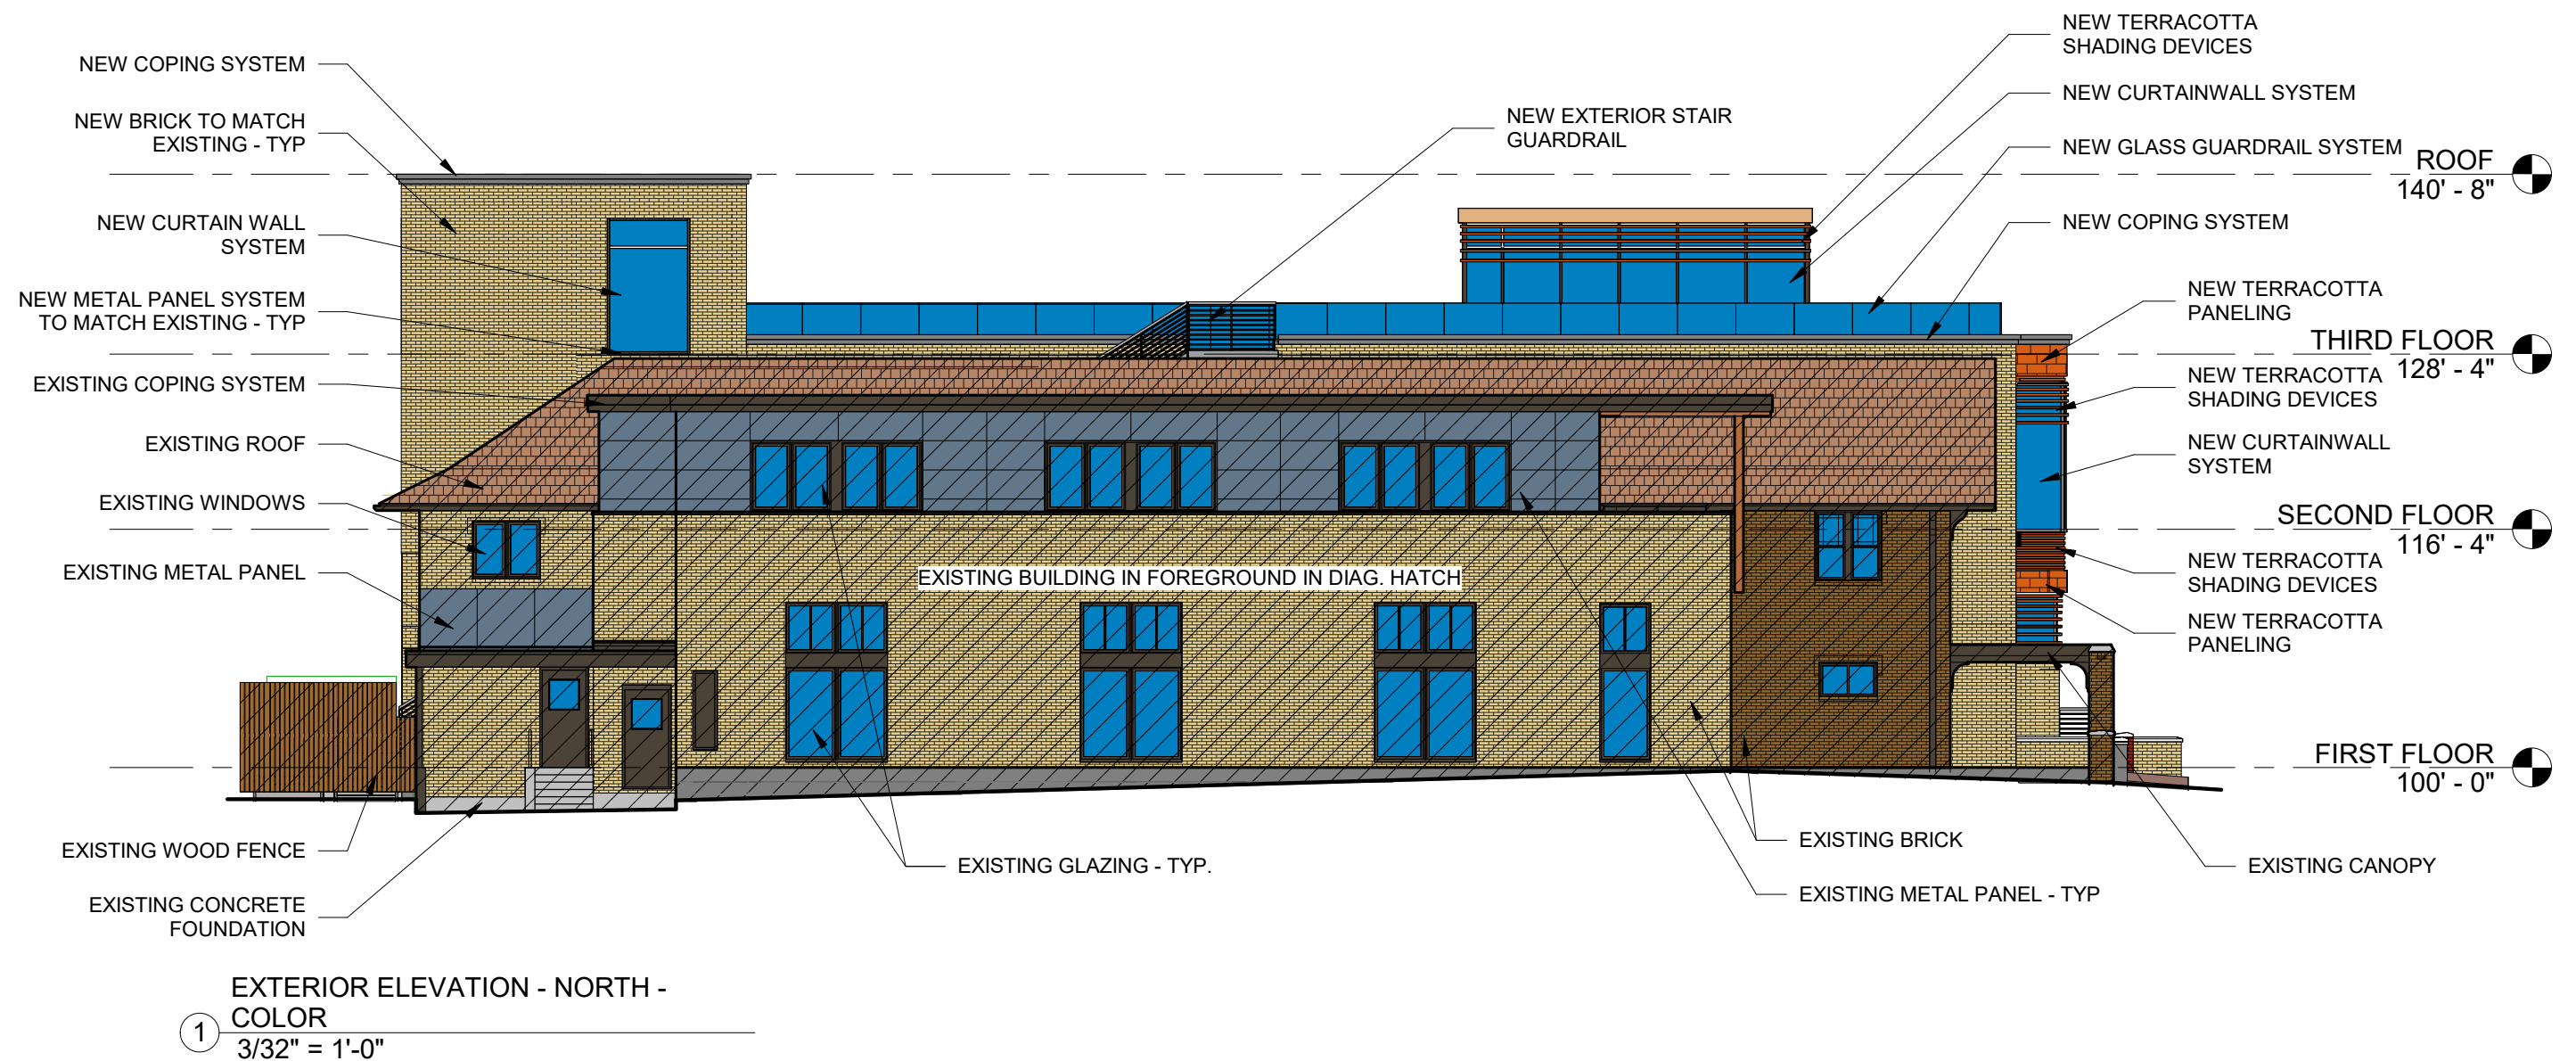 NEW COPING SYSTEM
NEW BRICK TO MATCH
EXISTING - TYP
NEW CURTAIN WALL
SYSTEM
NEW METAL PANEL SYSTEM
TO MATCH EXISTING - TYP
EXISTING COPING SYSTEM
EXISTING ROOF
EXISTING WINDOWS
EXISTING METAL PANEL
EXISTING WOOD FENCE
EXISTING CONCRETE
FOUNDATION
NEW EXTERIOR STAIR
GUARDRAIL
EXISTING BUILDING IN FOREGROUND IN DIAG. HATCH
EXISTING GLAZING - TYP.
EXISTING BRICK
EXISTING METAL PANEL - TYP
EXISTING CANOPY
NEW TERRACOTTA
SHADING DEVICES
NEW CURTAINWALL SYSTEM
NEW GLASS GUARDRAIL SYSTEM
ROOF
140' - 8"
NEW COPING SYSTEM
NEW TERRACOTTA
PANELING
THIRD FLOOR
128' - 4"
NEW TERRACOTTA
SHADING DEVICES
NEW CURTAINWALL
SYSTEM
SECOND FLOOR
116' - 4"
NEW TERRACOTTA
SHADING DEVICES
NEW TERRACOTTA
PANELING
FIRST FLOOR
100' - 0"
EXTERIOR ELEVATION - NORTH -
COLOR
1
3/32" = 1'-0"